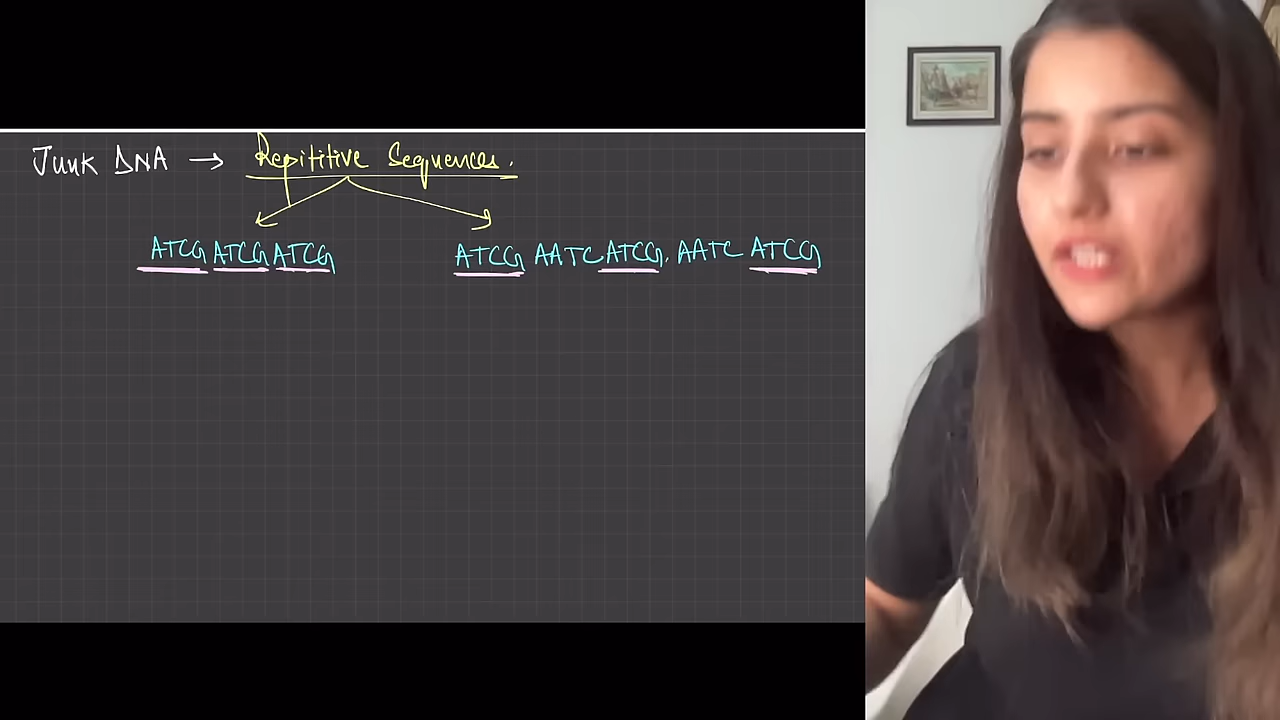 Junk DNA → Repititive Sequences.
ATCG ATCG ATCG ATCG AATC ATCG. AATC ATCG